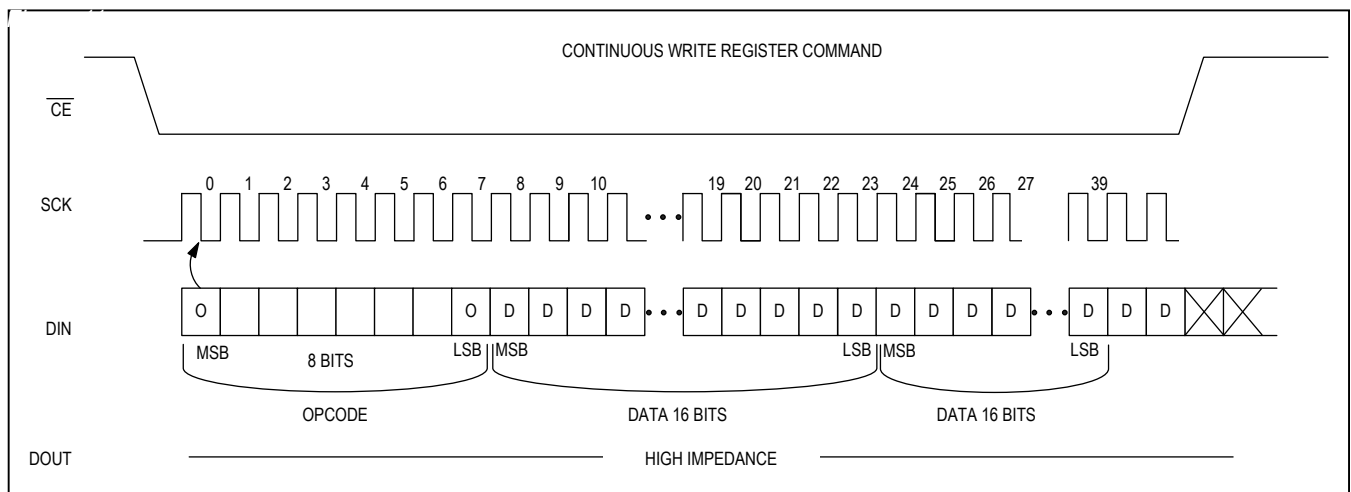 CONTINUOUS WRITE REGISTER COMMAND
CE
SCK 0 1 2 3 4 5 6 7 8 9 10 19 20 21 22 23 24 25 26 27 39
DIN O O D D D D D D D D D D D D D D D D
MSB 8 BITS LSB MSB LSB MSB LSB
OPCODE DATA 16 BITS DATA 16 BITS
DOUT HIGH IMPEDANCE